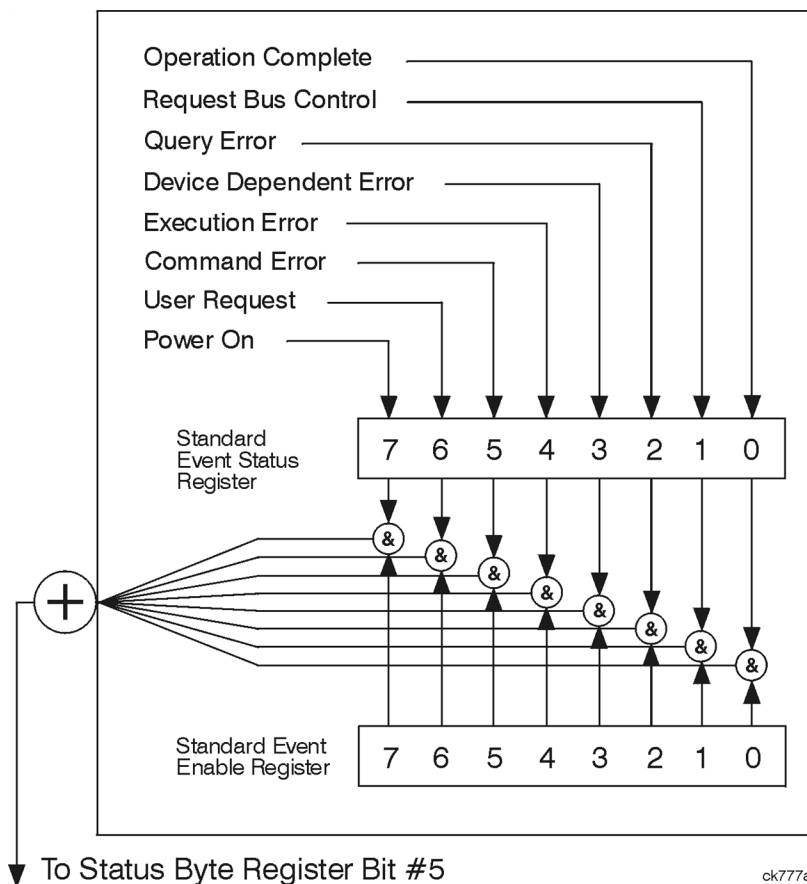 Operation Complete
Request Bus Control
Query Error
Device Dependent Error
Execution Error
Command Error
User Request
Power On
Standard
Event Status
Register
7 6 5 4 3 2 1 0
&
&
&
&
&
&
&
&
+
Standard Event
Enable Register
7 6 5 4 3 2 1 0
To Status Byte Register Bit #5
ck777a